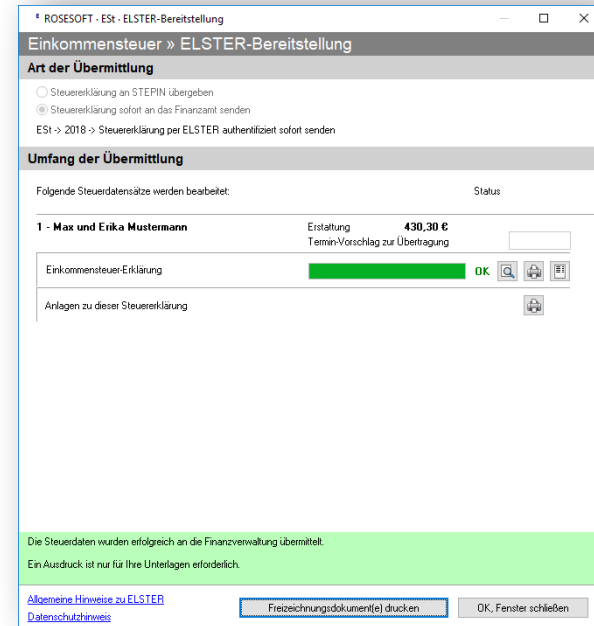 ROSESOFT - ESt - ELSTER-Bereitstellung
Einkommensteuer » ELSTER-Bereitstellung
Art der Übermittlung
Steuererklärung an STEPIN übergeben
Steuererklärung sofort an das Finanzamt senden
ESt -> 2018 -> Steuererklärung per ELSTER authentifiziert sofort senden
Umfang der Übermittlung
Folgende Steuerdatensätze werden bearbeitet: Status
1 - Max und Erika Mustermann Erstattung 430,30 €
Termin-Vorschlag zur Übertragung
Einkommensteuer-Erklärung OK
Anlagen zu dieser Steuererklärung
Die Steuerdaten wurden erfolgreich an die Finanzverwaltung übermittelt.
Ein Ausdruck ist nur für Ihre Unterlagen erforderlich.
Allgemeine Hinweise zu ELSTER
Freizeichnungsdokument(e) drucken OK, Fenster schließen
Datenschutzhinweis